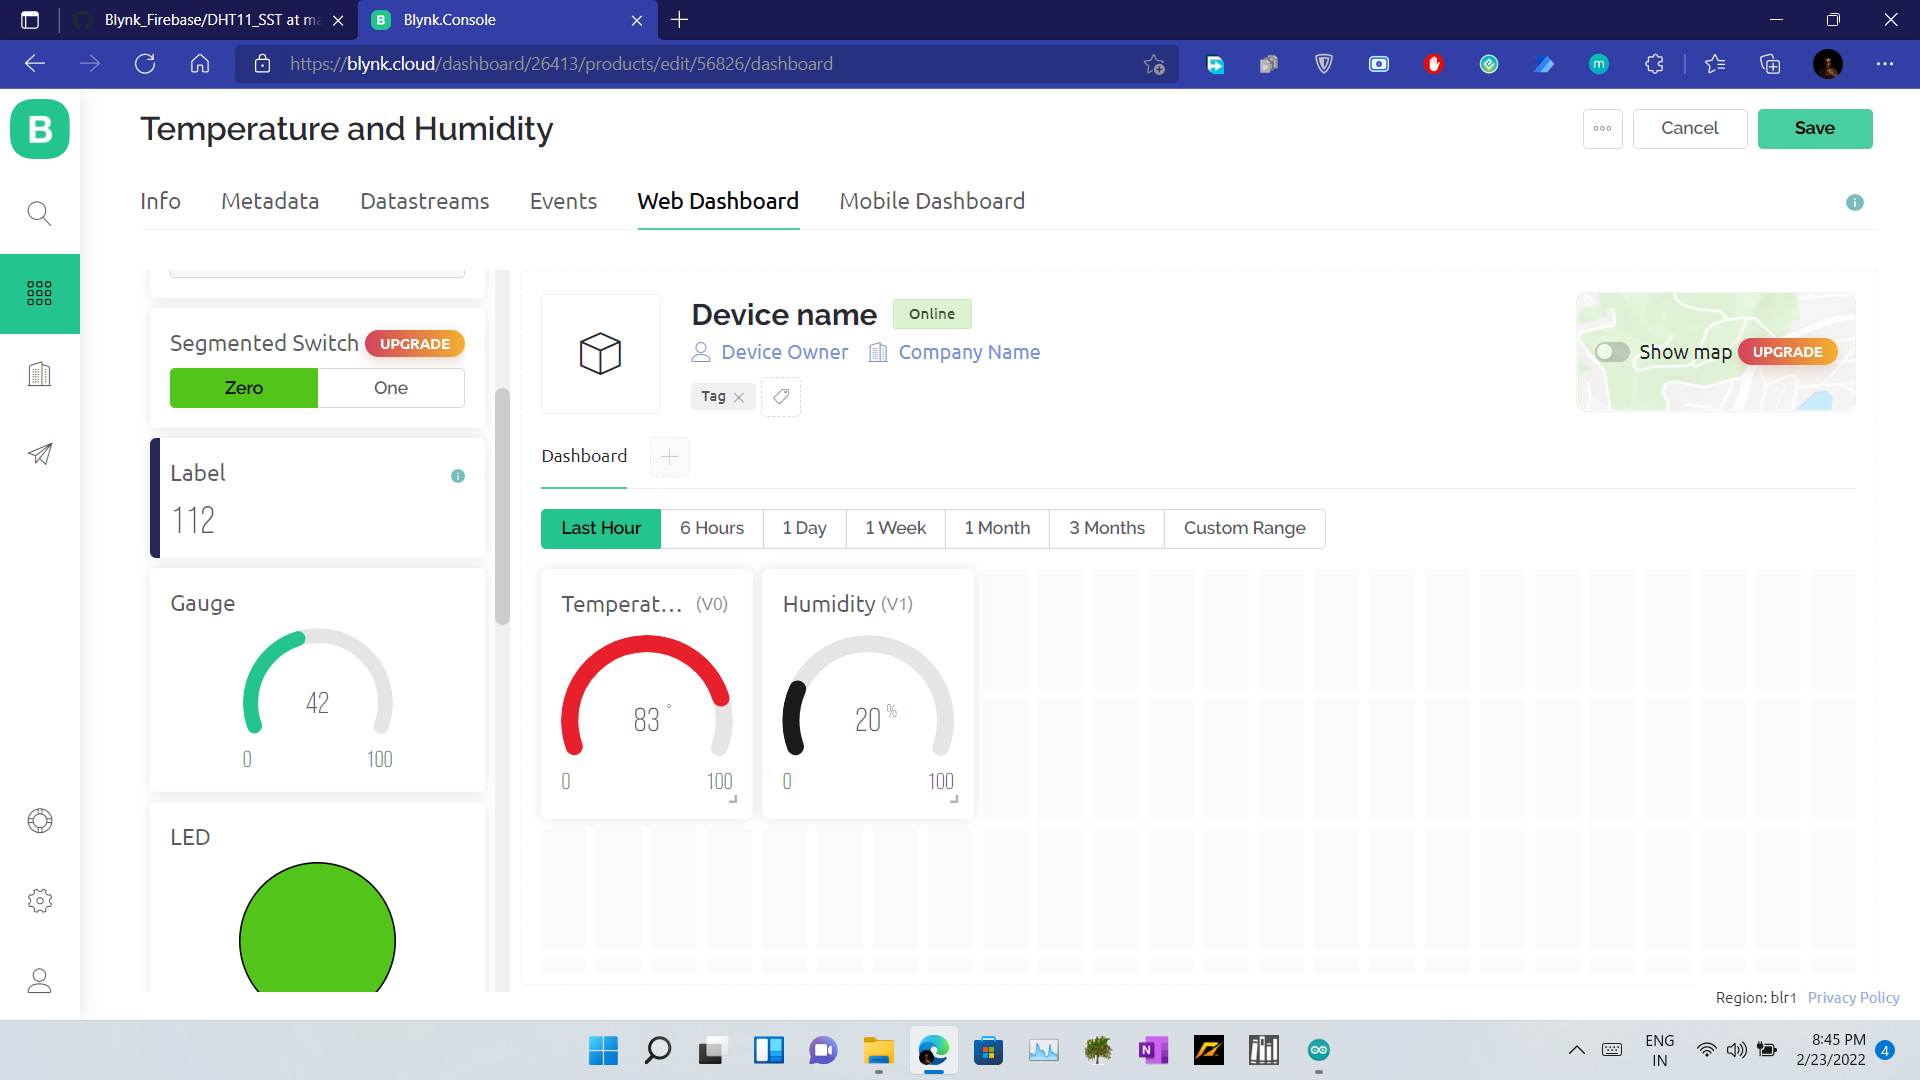 Blynk_Firebase/DHT11_SST at ma
Blynk.Console
https://blynk.cloud/dashboard/26413/products/edit/56826/dashboard
B
Temperature and Humidity
Cancel
Save
Info
Metadata
Datastreams
Events
Web Dashboard
Mobile Dashboard
Segmented Switch UPGRADE
Zero
One
Label
112
Gauge
42
0
100
LED
Device name
Online
Device Owner
Company Name
Tag
Show map UPGRADE
Dashboard
Last Hour
6 Hours
1 Day
1 Week
1 Month
3 Months
Custom Range
Temperat... (V0)
83 °
0
100
Humidity (V1)
20 %
0
100
Region: blr1 Privacy Policy
ENG
IN
8:45 PM
2/23/2022
4